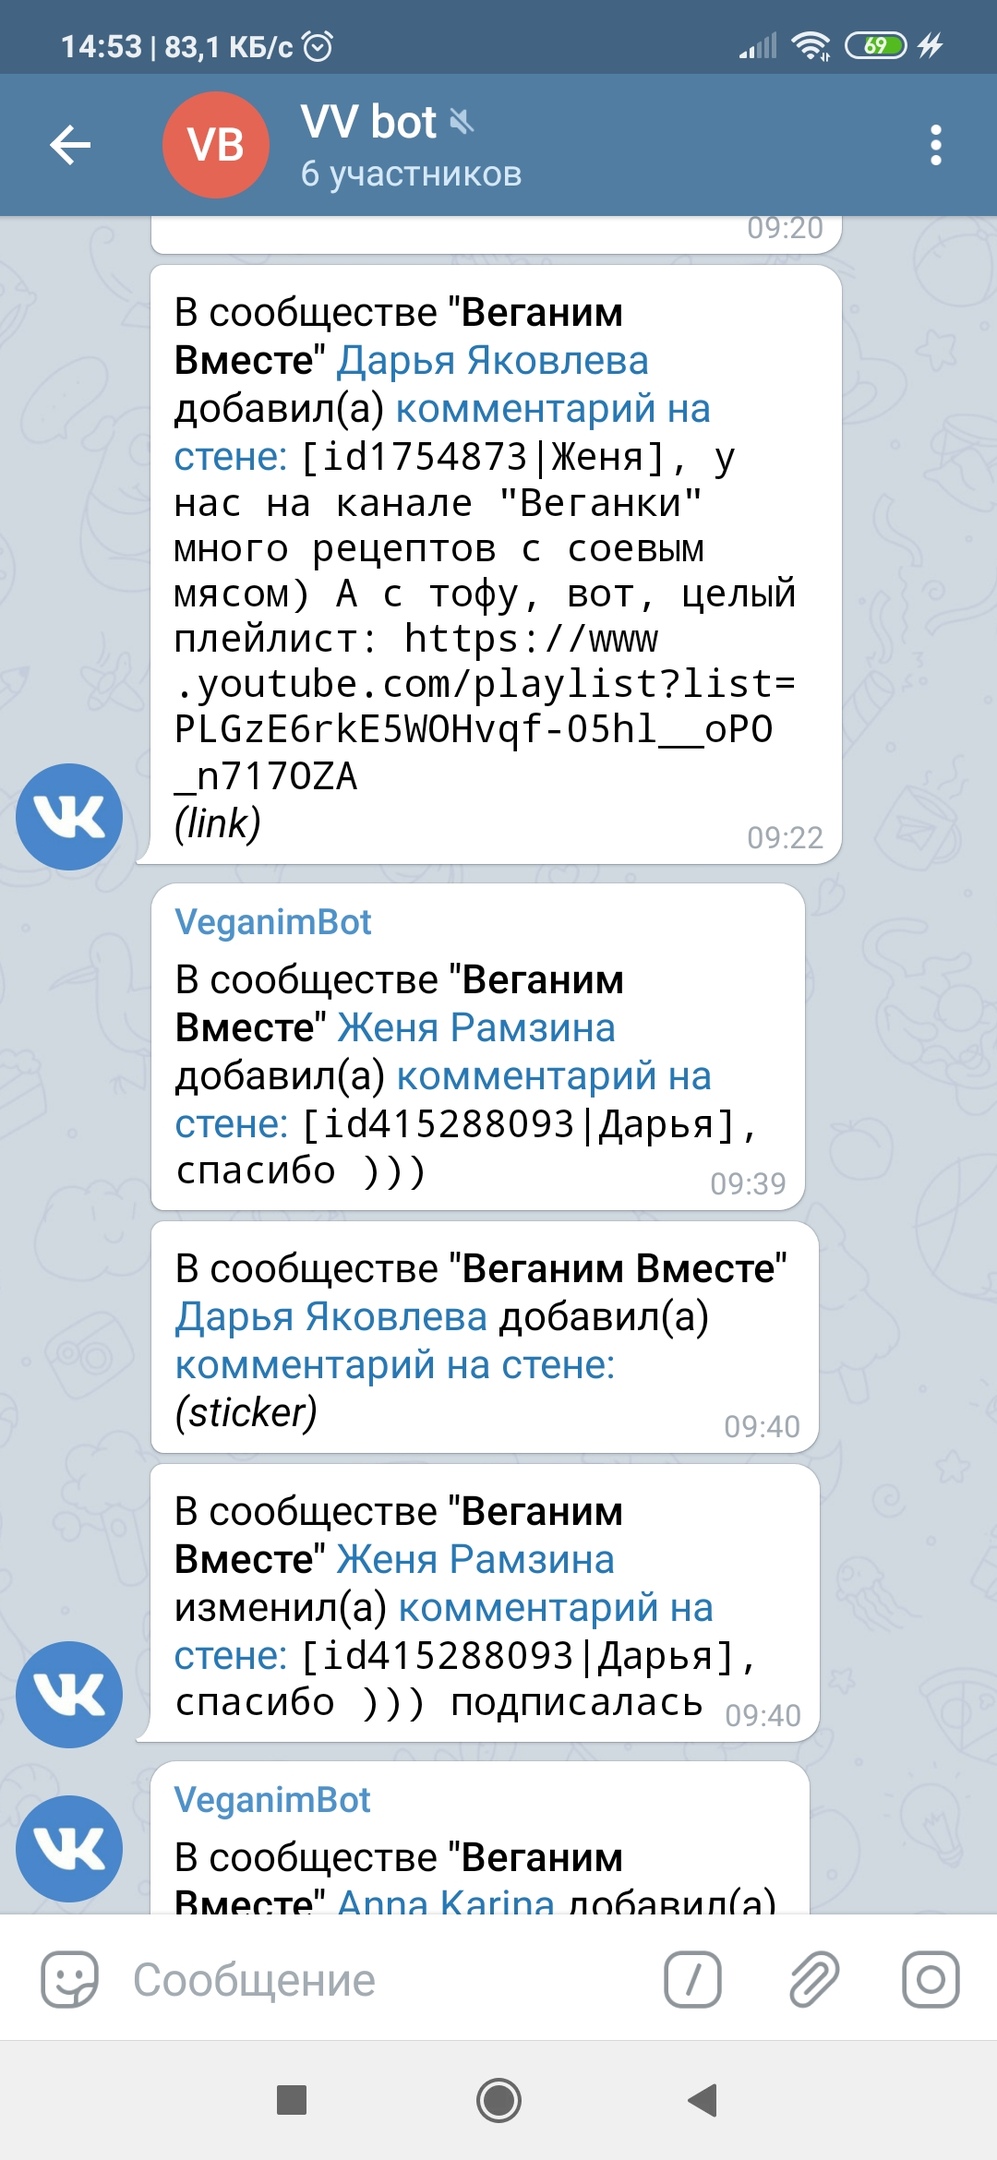 14:53 | 83,1 КБ/с
69
VB
VV bot
6 участников
09:20
В сообществе "Веганим
Вместе" Дарья Яковлева
добавил(а) комментарий на
стене: [id1754873|Женя], у
нас на канале "Веганки"
много рецептов с соевым
мясом) А с тофу, вот, целый
плейлист: https://www
.youtube.com/playlist?list=
PLGzE6rkE5WOHvqf-05hl__oPO
_n717OZA
(link)
09:22
VeganimBot
В сообществе "Веганим
Вместе" Женя Рамзина
добавил(а) комментарий на
стене: [id415288093|Дарья],
спасибо )))
09:39
В сообществе "Веганим Вместе"
Дарья Яковлева добавил(а)
комментарий на стене:
(sticker)
09:40
В сообществе "Веганим
Вместе" Женя Рамзина
изменил(а) комментарий на
стене: [id415288093|Дарья],
спасибо ))) подписалась
09:40
VeganimBot
В сообществе "Веганим
Вместе" Anna Karina добавил(а)
Сообщение